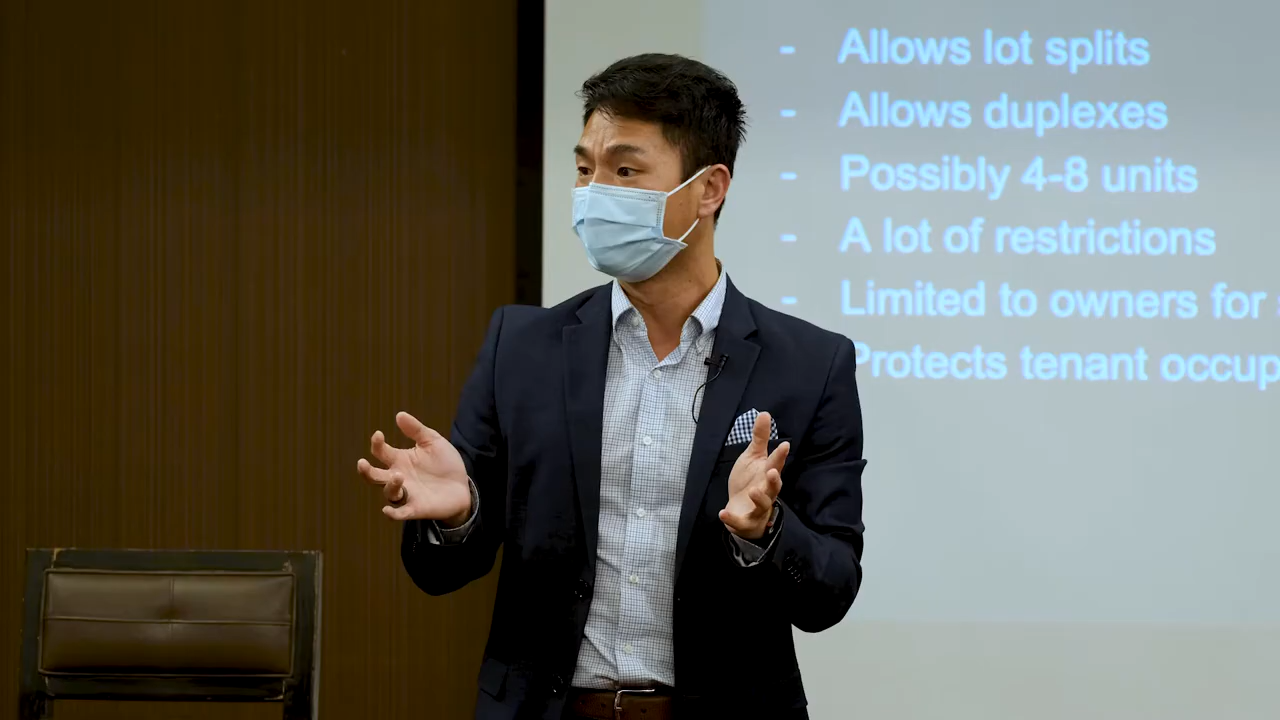 - Allows lot splits
- Allows duplexes
- Possibly 4-8 units
- A lot of restrictions
- Limited to owners for
Protects tenant